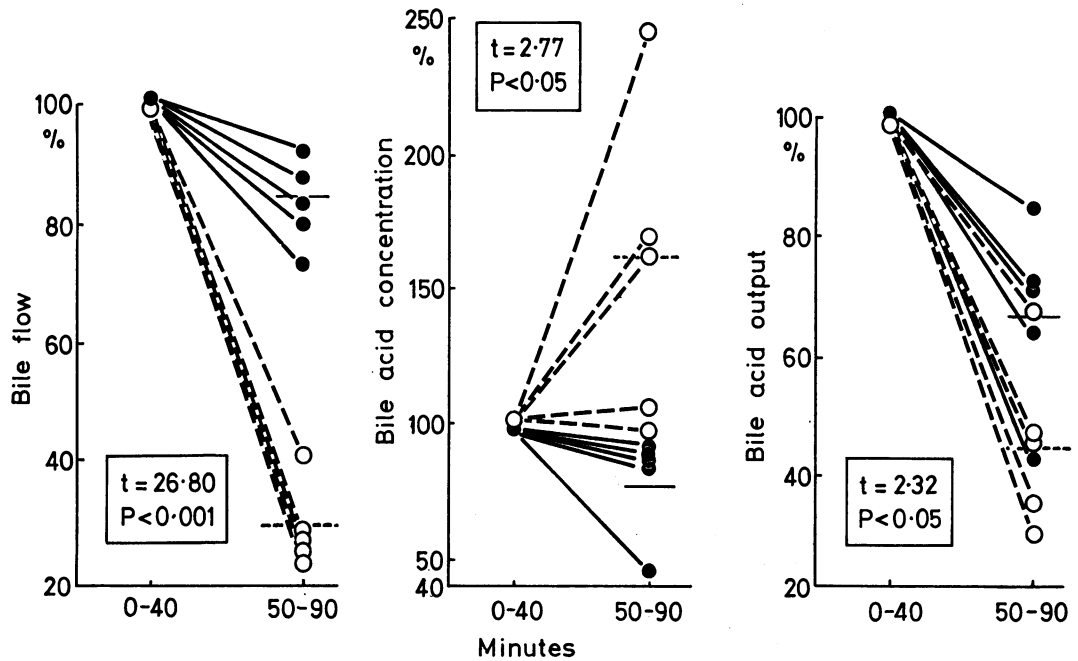 100
%
80
60
40
20
Bile flow
t = 26·80
P<0·001
0-40
50-90
250
%
200
150
100
50
40
Bile acid concentration
t = 2·77
P<0·05
0-40
50-90
Minutes
100
%
80
60
40
20
Bile acid output
t = 2·32
P<0·05
0-40
50-90